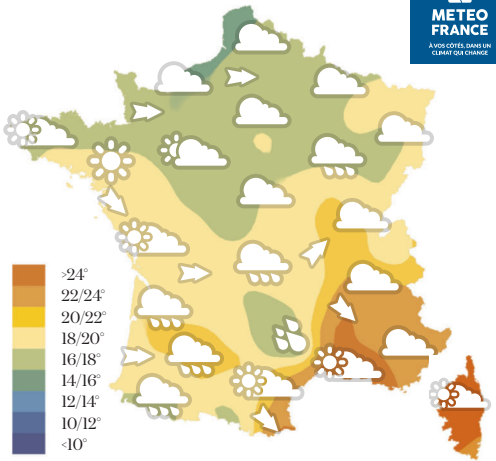 METEO
FRANCE
À VOS CÔTÉS, DANS UN
CLIMAT QUI CHANGE
>24°
22/24°
20/22°
18/20°
16/18°
14/16°
12/14°
10/12°
<10°